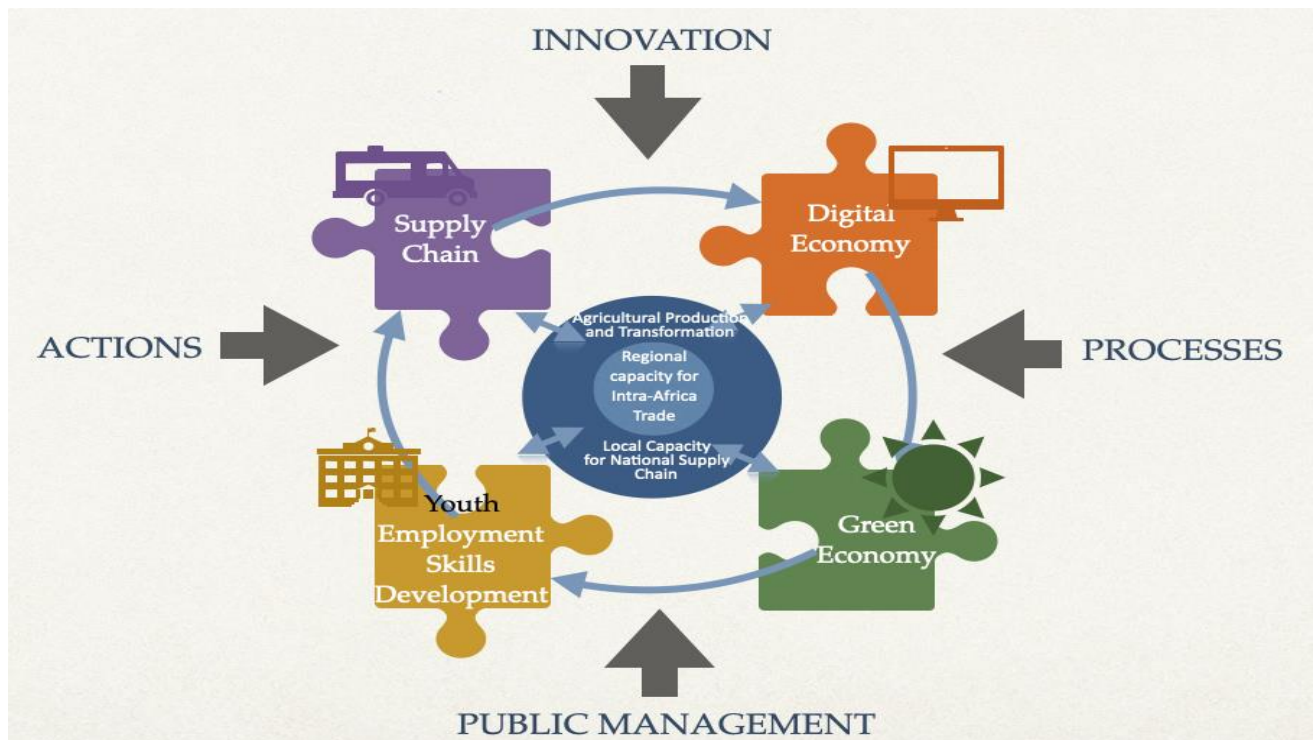 INNOVATION
Supply
Chain
Digital
Economy
ACTIONS
PROCESSES
Agricultural Production
and Transformation
Regional
capacity for
Intra-Africa
Trade
Local Capacity
for National Supply
Chain
Youth
Employment
Skills
Development
Green
Economy
PUBLIC MANAGEMENT